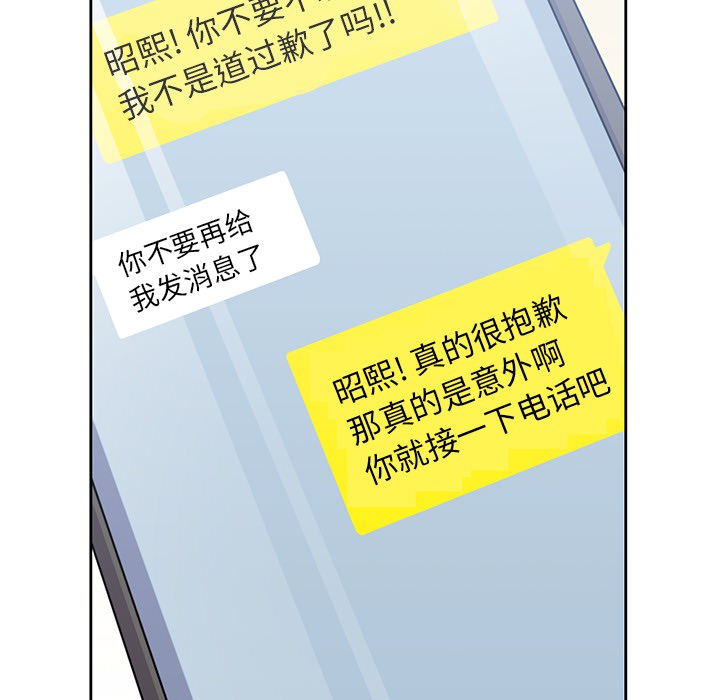 昭熙! 你不要不
我不是道过歉了吗!!
你不要再给
我发消息了
昭熙! 真的很抱歉
那真的是意外啊
你就接一下电话吧